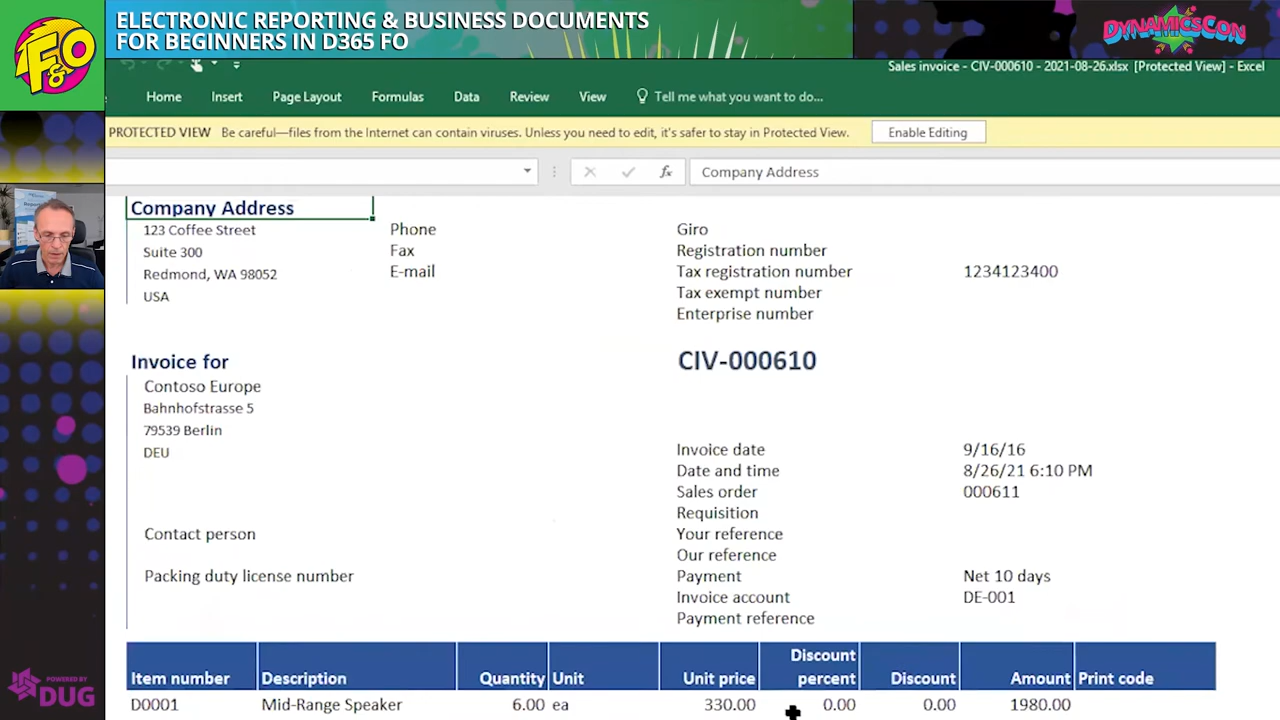 ELECTRONIC REPORTING & BUSINESS DOCUMENTS
FOR BEGINNERS IN D365 FO
F&O
DYNAMICSCON
Sales invoice - CIV-000610 - 2021-08-26.xlsx [Protected View] - Excel
Home Insert Page Layout Formulas Data Review View Tell me what you want to do...
PROTECTED VIEW Be careful—files from the Internet can contain viruses. Unless you need to edit, it's safer to stay in Protected View. Enable Editing
fx Company Address
Company Address
123 Coffee Street Phone Giro
Suite 300 Fax Registration number
Redmond, WA 98052 E-mail Tax registration number 1234123400
USA Tax exempt number
Enterprise number
Invoice for CIV-000610
Contoso Europe
Bahnhofstrasse 5
79539 Berlin
DEU Invoice date 9/16/16
Date and time 8/26/21 6:10 PM
Sales order 000611
Requisition
Contact person Your reference
Our reference
Packing duty license number Payment Net 10 days
Invoice account DE-001
Payment reference
Item number Description Quantity Unit Unit price Discount percent Discount Amount Print code
D0001 Mid-Range Speaker 6.00 ea 330.00 0.00 0.00 1980.00
POWERED BY
DUG